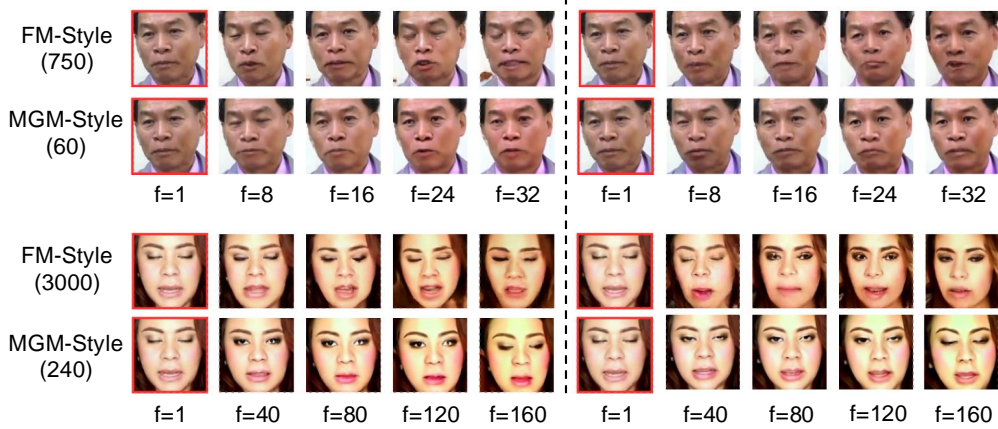 FM-Style
(750)
MGM-Style
(60)
f=1 f=8 f=16 f=24 f=32 f=1 f=8 f=16 f=24 f=32
FM-Style
(3000)
MGM-Style
(240)
f=1 f=40 f=80 f=120 f=160 f=1 f=40 f=80 f=120 f=160